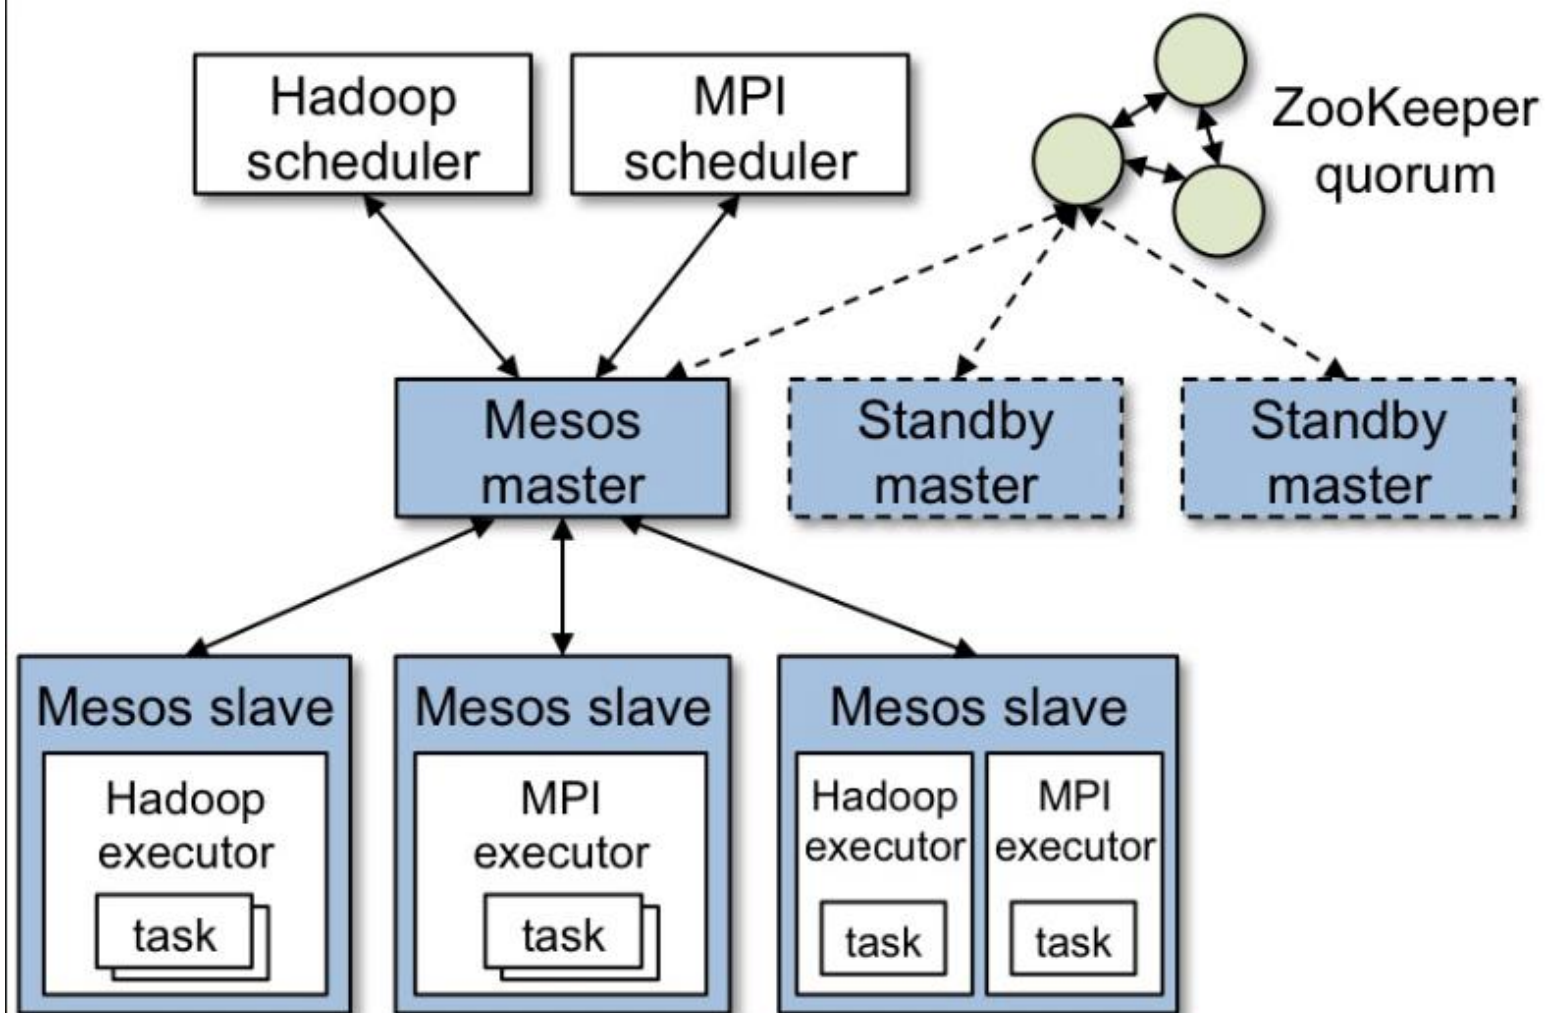 Hadoop
scheduler
MPI
scheduler
ZooKeeper
quorum
Mesos
master
Standby
master
Standby
master
Mesos slave
Hadoop
executor
task
Mesos slave
MPI
executor
task
Mesos slave
Hadoop
executor
task
MPI
executor
task